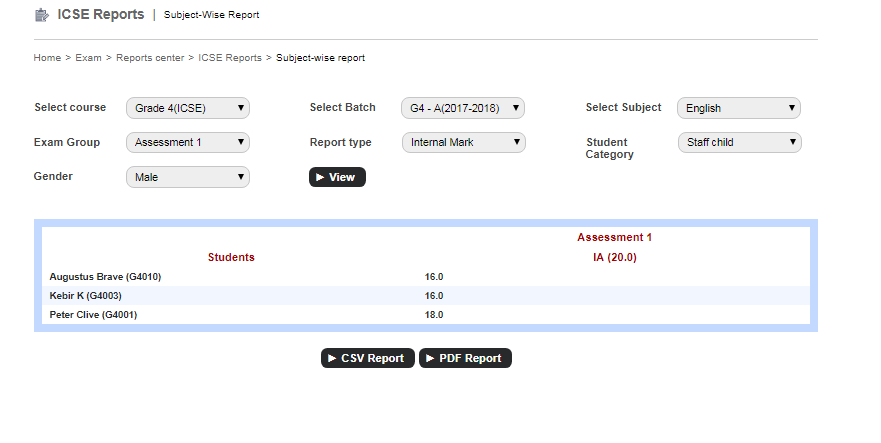 ICSE Reports | Subject-Wise Report
Home > Exam > Reports center > ICSE Reports > Subject-wise report
Select course Grade 4(ICSE) Select Batch G4 - A(2017-2018) Select Subject English
Exam Group Assessment 1 Report type Internal Mark Student Category Staff child
Gender Male View
Assessment 1
Students IA (20.0)
Augustus Brave (G4010) 16.0
Kebir K (G4003) 16.0
Peter Clive (G4001) 18.0
CSV Report PDF Report